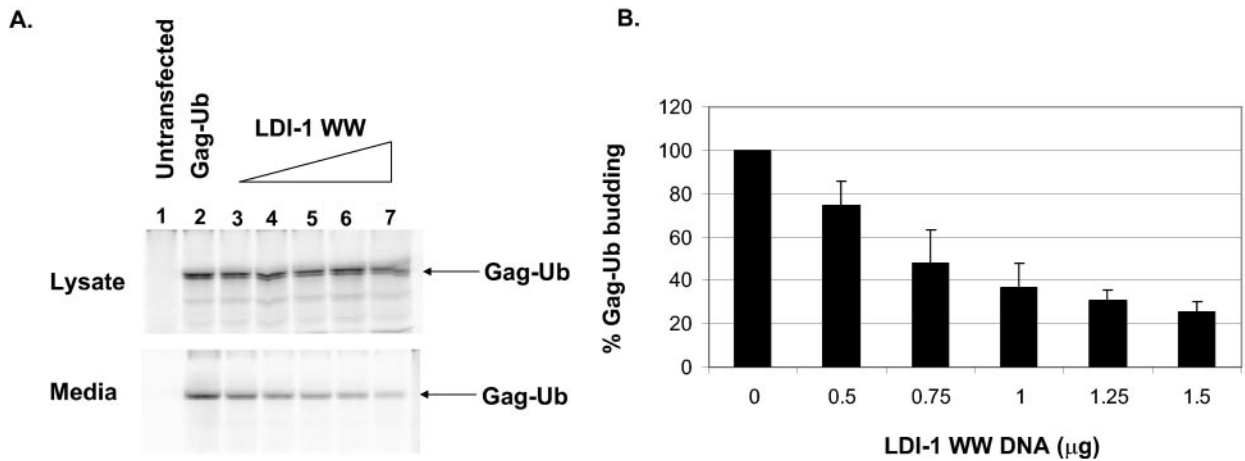 A.
Untransfected
Gag-Ub
LDI-1 WW
1 2 3 4 5 6 7
Lysate
Gag-Ub
Media
Gag-Ub
B.
% Gag-Ub budding
120
100
80
60
40
20
0
0 0.5 0.75 1 1.25 1.5
LDI-1 WW DNA (μg)